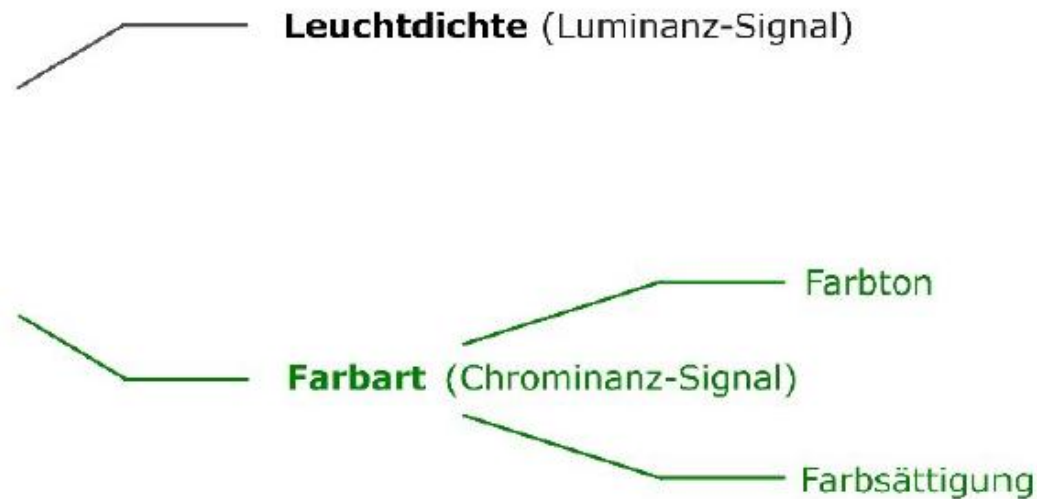 Leuchtdichte (Luminanz-Signal)
Farbton
Farbart (Chrominanz-Signal)
Farbsättigung